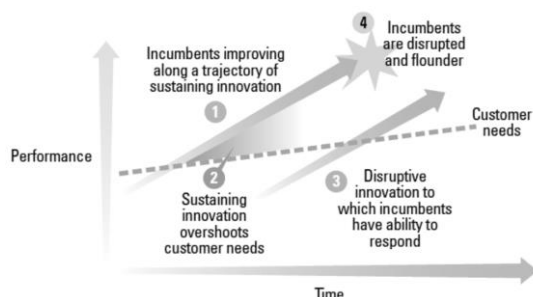 4
Incumbents
are disrupted
and flounder
Incumbents improving
along a trajectory of
sustaining innovation
1
Customer
needs
Performance
2
Sustaining
innovation
overshoots
customer needs
3
Disruptive
innovation to
which incumbents
have ability to
respond
Time